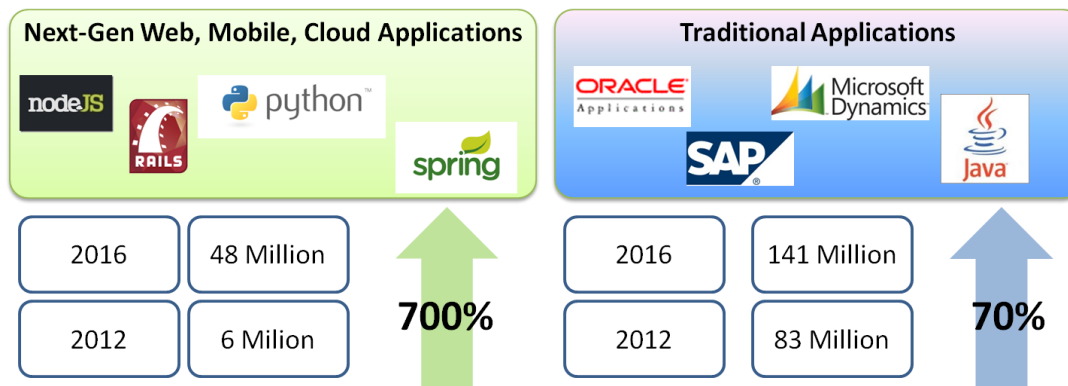 Next-Gen Web, Mobile, Cloud Applications
nodeJS
RAILS
python™
spring
2016
48 Million
2012
6 Milion
700%
Traditional Applications
ORACLE
Applications
Microsoft
Dynamics
SAP®
Java
2016
141 Million
2012
83 Million
70%